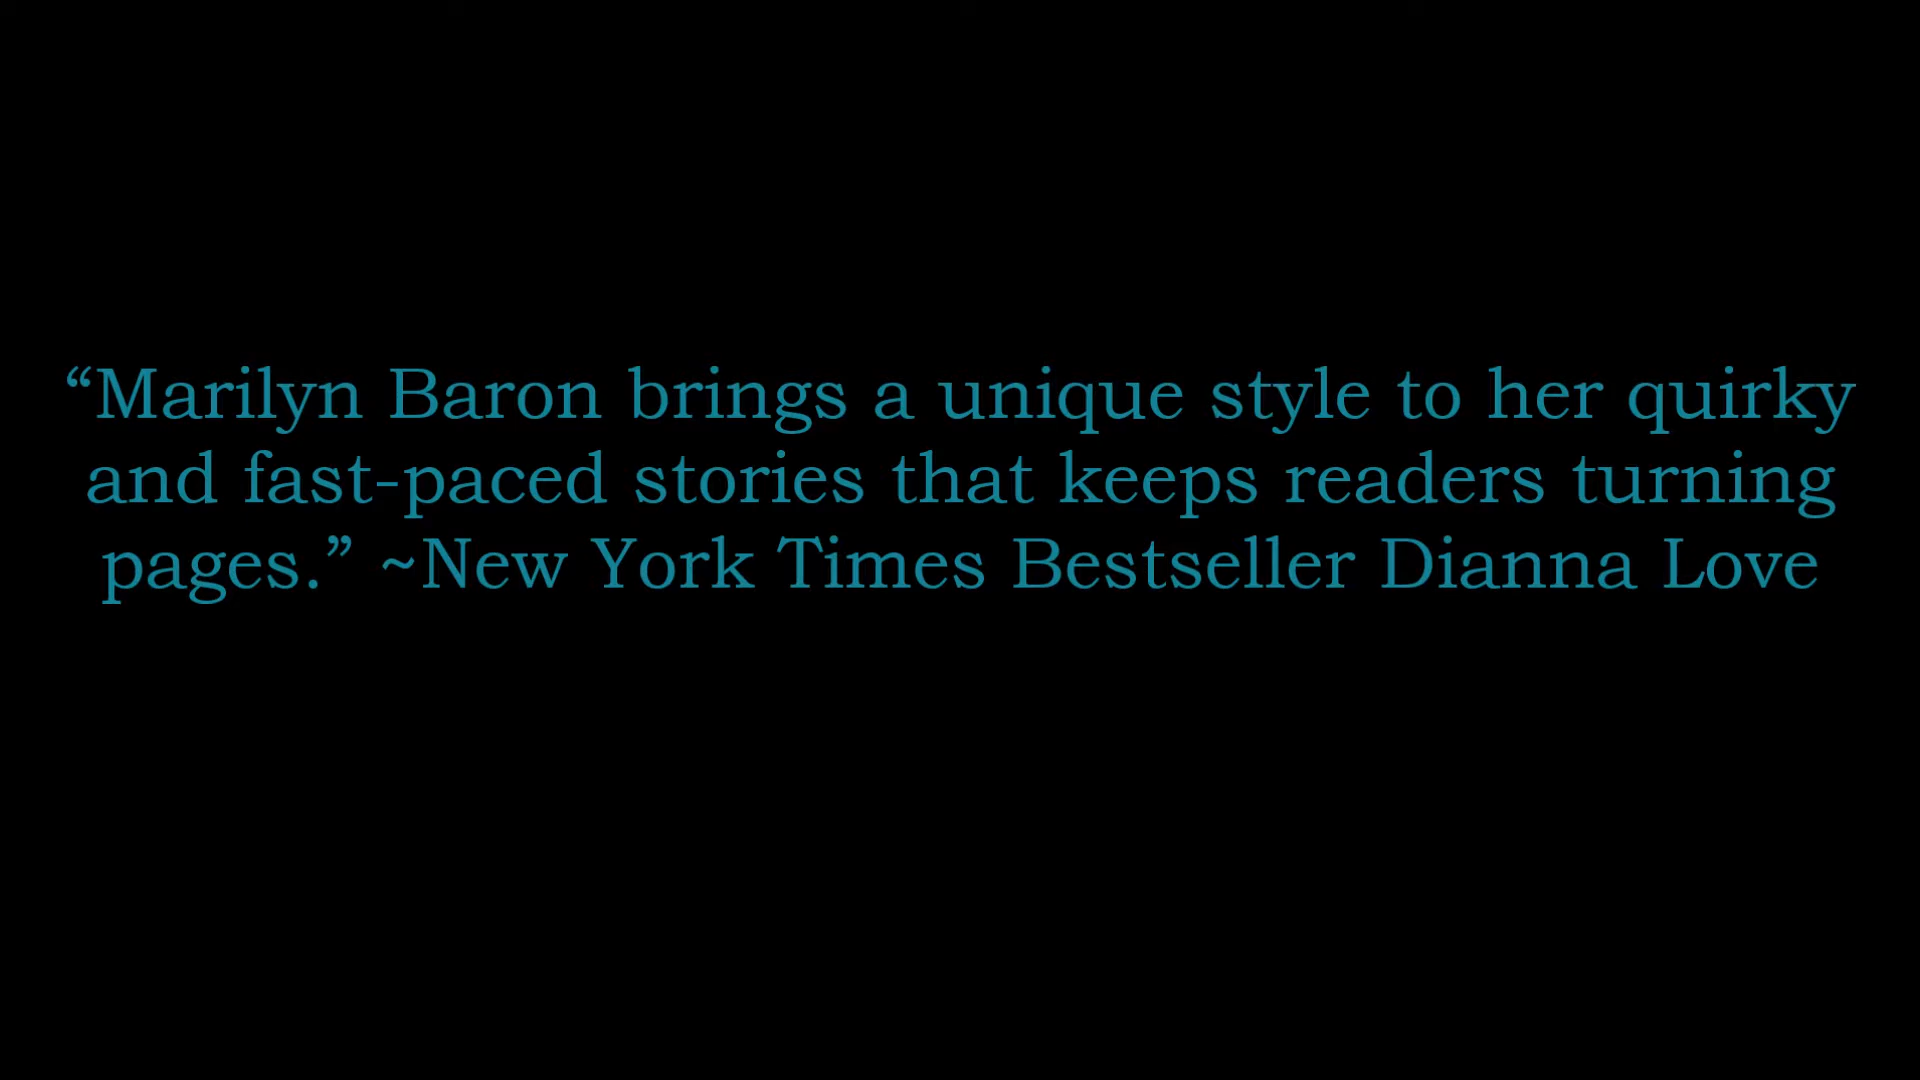 “Marilyn Baron brings a unique style to her quirky
and fast-paced stories that keeps readers turning
pages.” ~New York Times Bestseller Dianna Love